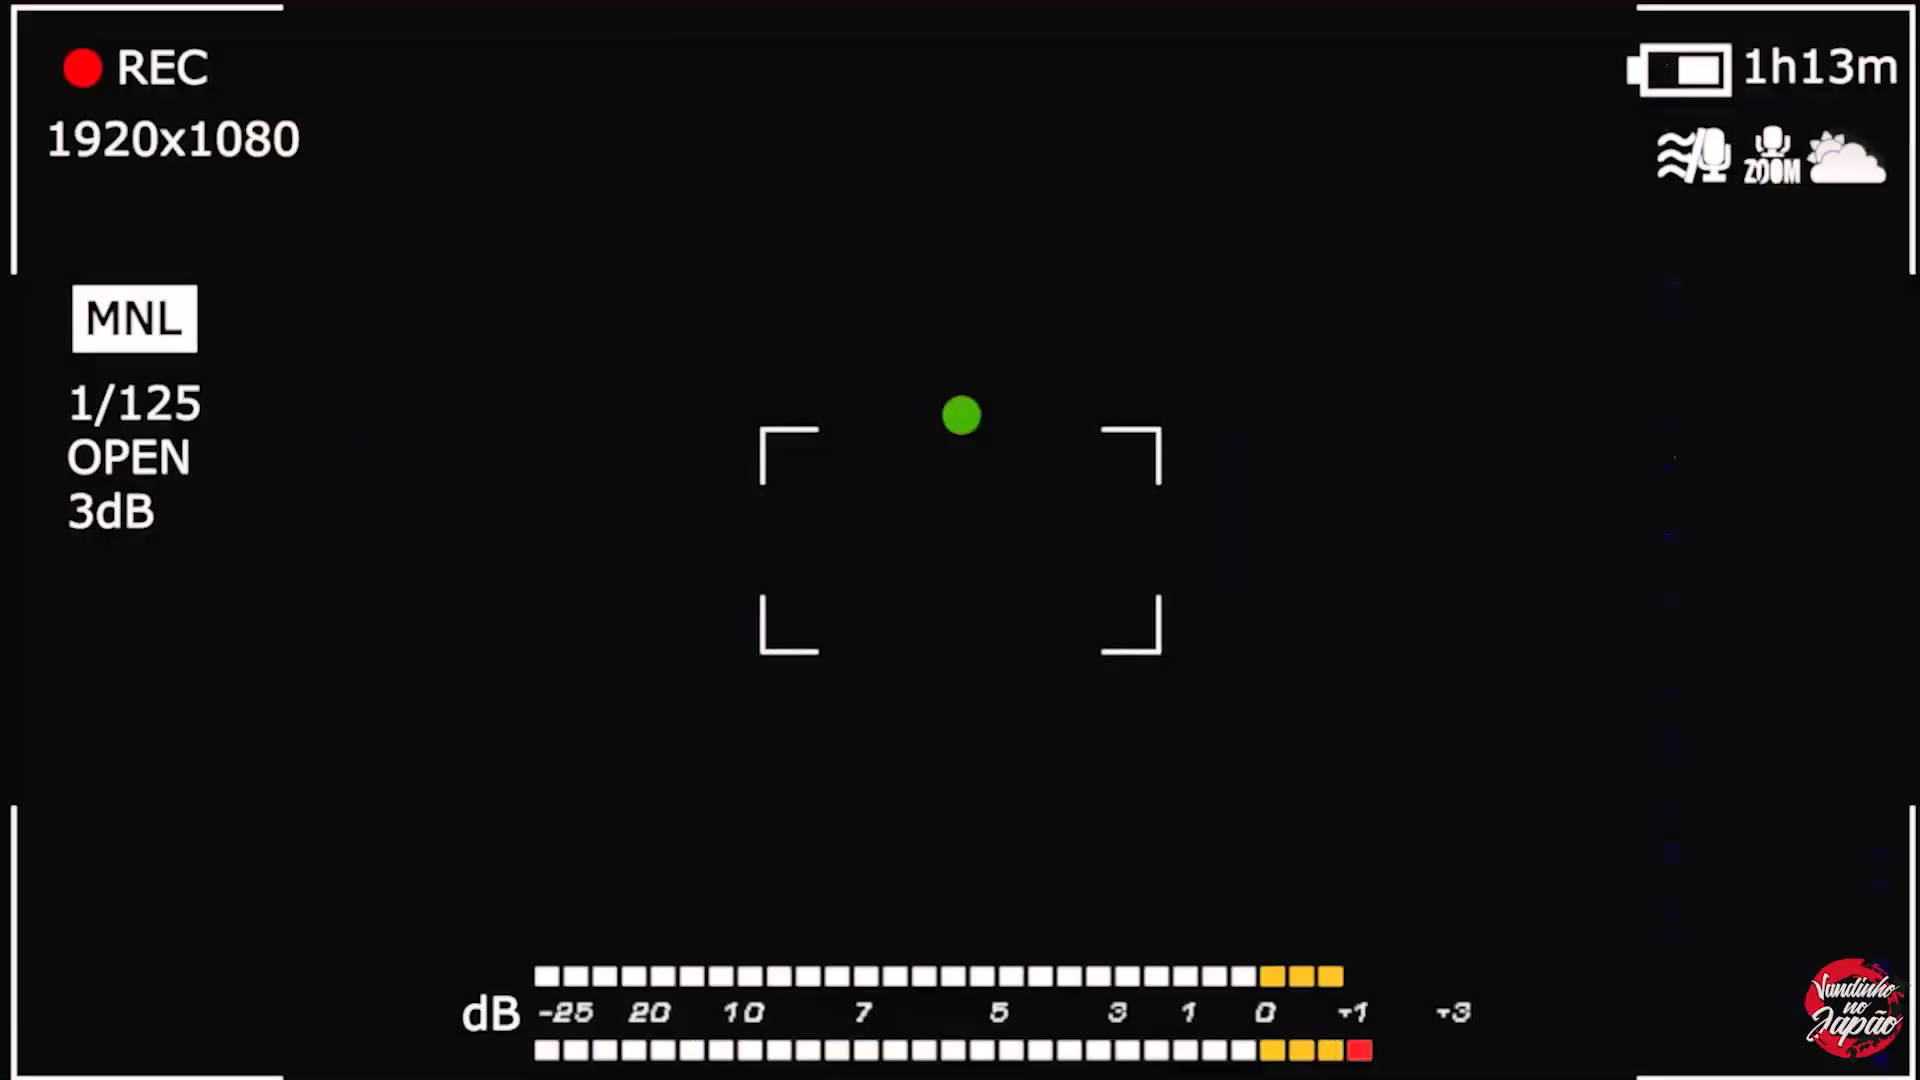 REC
1920x1080
1h13m
ZOOM
MNL
1/125
OPEN
3dB
dB -25 20 10 7 5 3 1 0 +1 +3
Vandinho
no
Japão